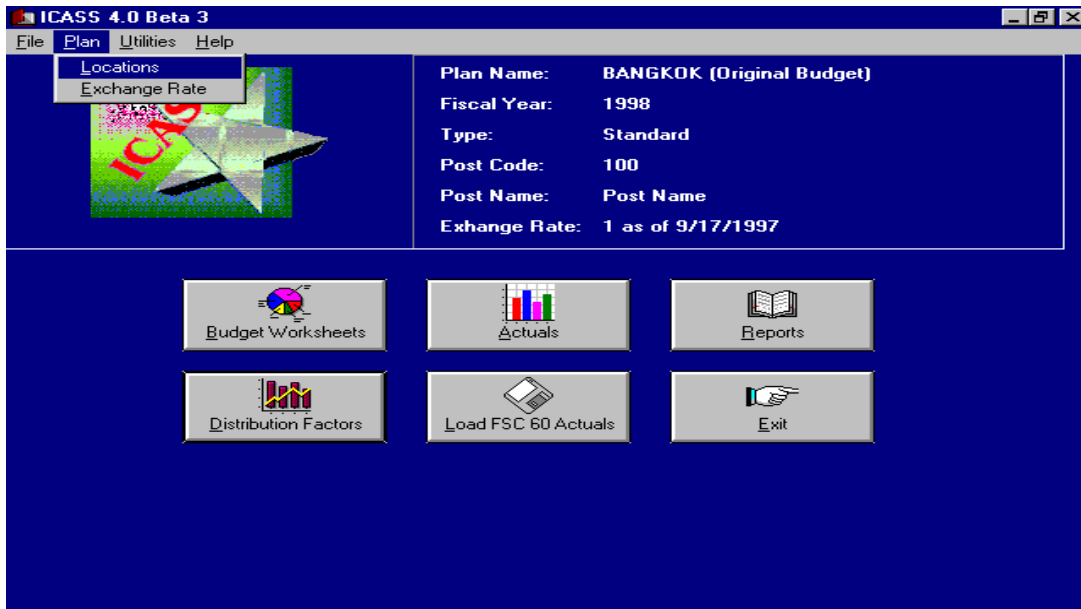 ICASS 4.0 Beta 3
File Plan Utilities Help
Locations
Exchange Rate
ICAS
Plan Name: BANGKOK (Original Budget)
Fiscal Year: 1998
Type: Standard
Post Code: 100
Post Name: Post Name
Exhange Rate: 1 as of 9/17/1997
Budget Worksheets
Actuals
Reports
Distribution Factors
Load FSC 60 Actuals
Exit